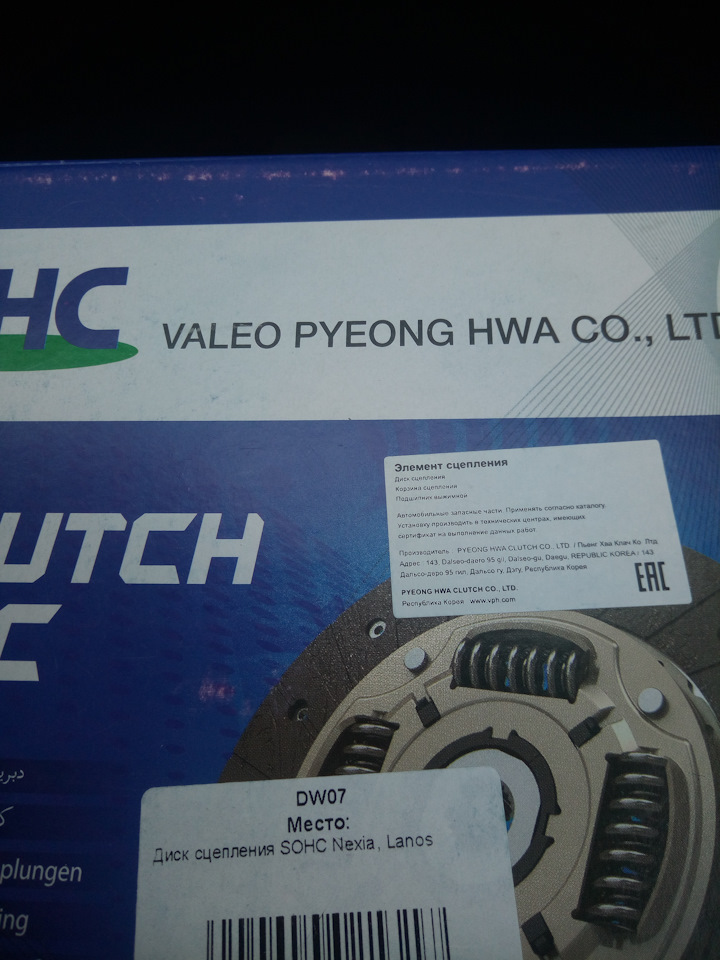 HC
VALEO PYEONG HWA CO., LTD
Элемент сцепления
Диск сцепления
Корзина сцепления
Подшипник выжимной
Автомобильные запасные части. Применять согласно каталогу.
Установку производить в технических центрах, имеющих
сертификат на выполнение данных работ
Производитель : PYEONG HWA CLUTCH CO., LTD / Пьенг Хва Клач Ко Лтд.
Адрес : 143, Dalseo-daero 95 gil, Dalseo-gu, Daegu, REPUBLIC KOREA / 143
Дальсо-деро 95 гил, Дальсо гу, Дэгу, Республика Корея
EAC
PYEONG HWA CLUTCH CO., LTD.
Республика Корея www.vph.com
UTCH
C
plungen
ing
DW07
Место:
Диск сцепления SOHC Nexia, Lanos